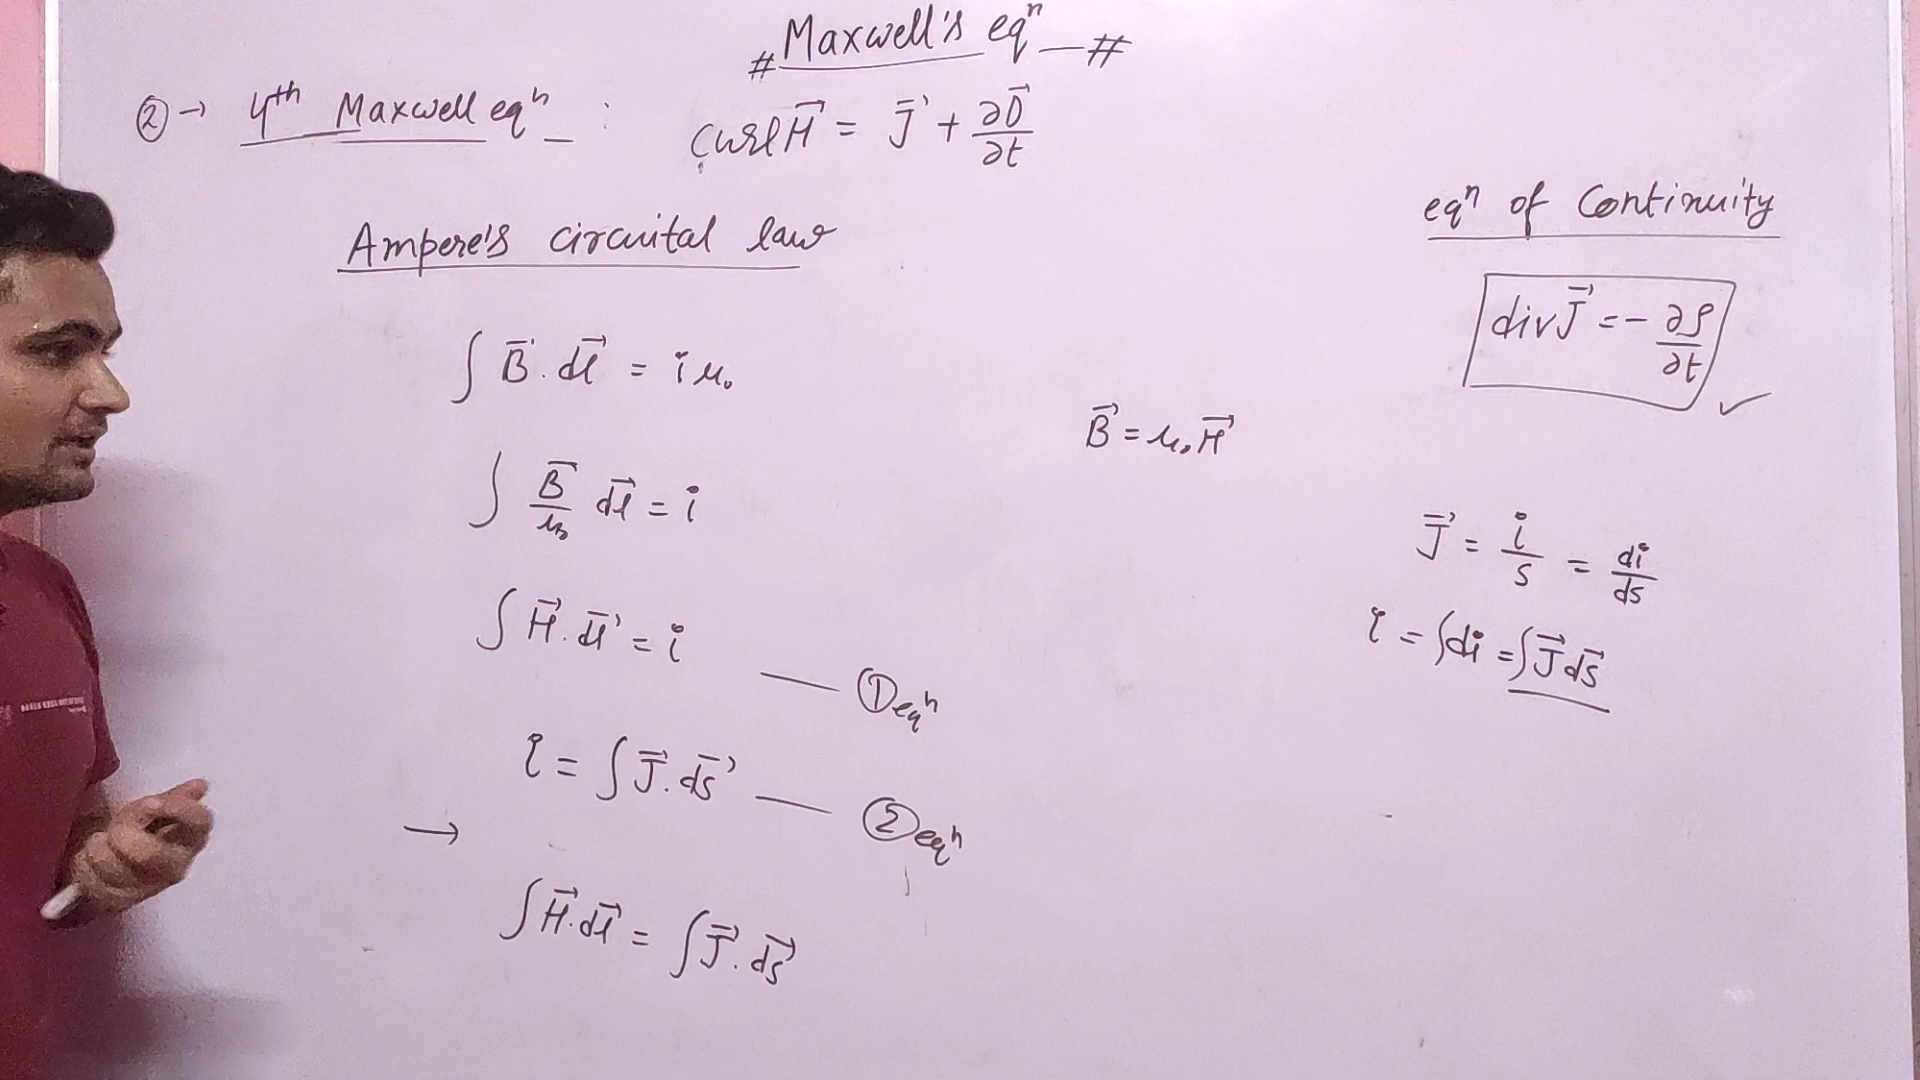 # Maxwell's eqⁿ — #
② → 4th Maxwell eqⁿ : curl H⃗ = J⃗ + ∂D⃗/∂t
eqⁿ of Continuity
Ampere's circuital law
div J⃗ = - ∂ρ/∂t ✓
∫ B⃗ . dl⃗ = i μ₀
B⃗ = μ₀ H⃗
∫ B⃗/μ₀ dl⃗ = i
J⃗ = i/s = di/ds
∫ H⃗ . dl⃗ = i — ① eqⁿ
i = ∫di = ∫ J⃗ ds⃗
i = ∫ J⃗ . ds⃗ — ② eqⁿ
→
∫ H⃗ . dl⃗ = ∫ J⃗ . ds⃗